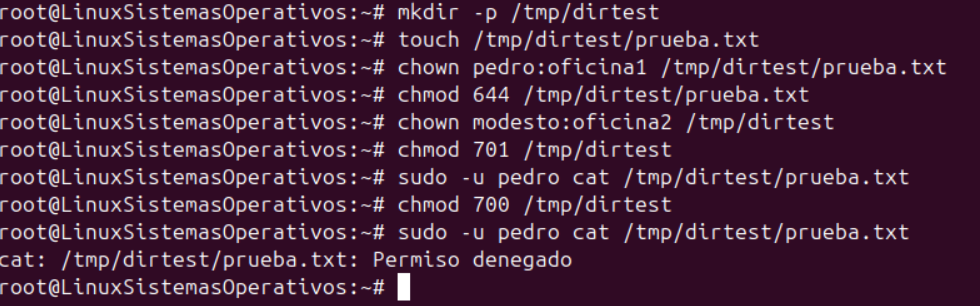 root@LinuxSistemasOperativos:~# mkdir -p /tmp/dirtest
root@LinuxSistemasOperativos:~# touch /tmp/dirtest/prueba.txt
root@LinuxSistemasOperativos:~# chown pedro:oficina1 /tmp/dirtest/prueba.txt
root@LinuxSistemasOperativos:~# chmod 644 /tmp/dirtest/prueba.txt
root@LinuxSistemasOperativos:~# chown modesto:oficina2 /tmp/dirtest
root@LinuxSistemasOperativos:~# chmod 701 /tmp/dirtest
root@LinuxSistemasOperativos:~# sudo -u pedro cat /tmp/dirtest/prueba.txt
root@LinuxSistemasOperativos:~# chmod 700 /tmp/dirtest
root@LinuxSistemasOperativos:~# sudo -u pedro cat /tmp/dirtest/prueba.txt
cat: /tmp/dirtest/prueba.txt: Permiso denegado
root@LinuxSistemasOperativos:~#